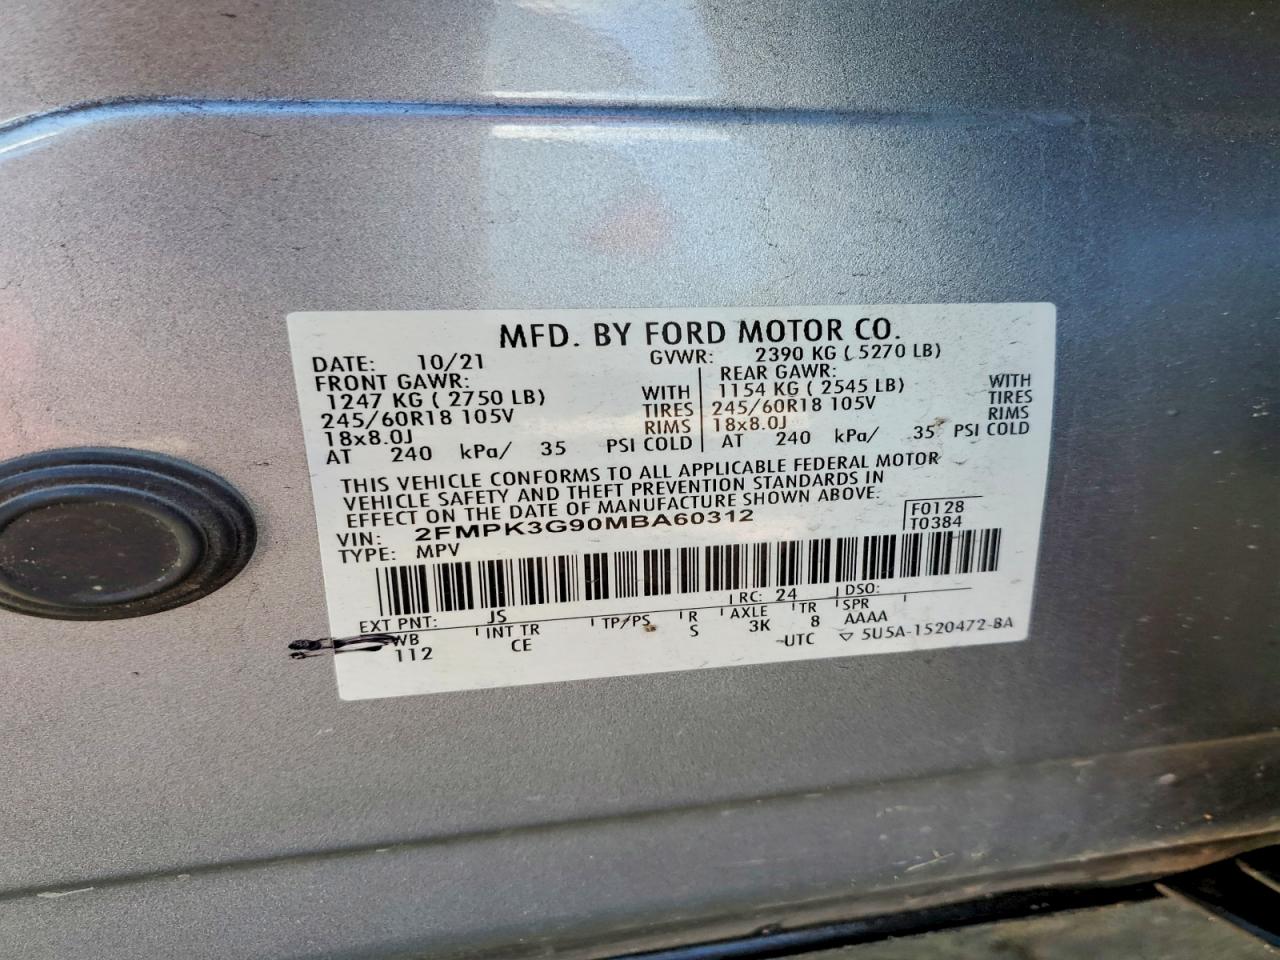 MFD. BY FORD MOTOR CO.
DATE: 10/21 GVWR: 2390 KG ( 5270 LB)
FRONT GAWR: REAR GAWR:
1247 KG ( 2750 LB) WITH 1154 KG ( 2545 LB) WITH
245/60R18 105V TIRES 245/60R18 105V TIRES
18x8.0J RIMS 18x8.0J RIMS
AT 240 kPa/ 35 PSI COLD AT 240 kPa/ 35 PSI COLD
THIS VEHICLE CONFORMS TO ALL APPLICABLE FEDERAL MOTOR
VEHICLE SAFETY AND THEFT PREVENTION STANDARDS IN
EFFECT ON THE DATE OF MANUFACTURE SHOWN ABOVE.
VIN: 2FMPK3G90MBA60312 F0128
TYPE: MPV T0384
EXT PNT: JS RC: 24 DSO:
WB INT TR TP/PS R AXLE TR SPR
112 CE S 3K 8 AAAA
UTC 5U5A-1520472-BA